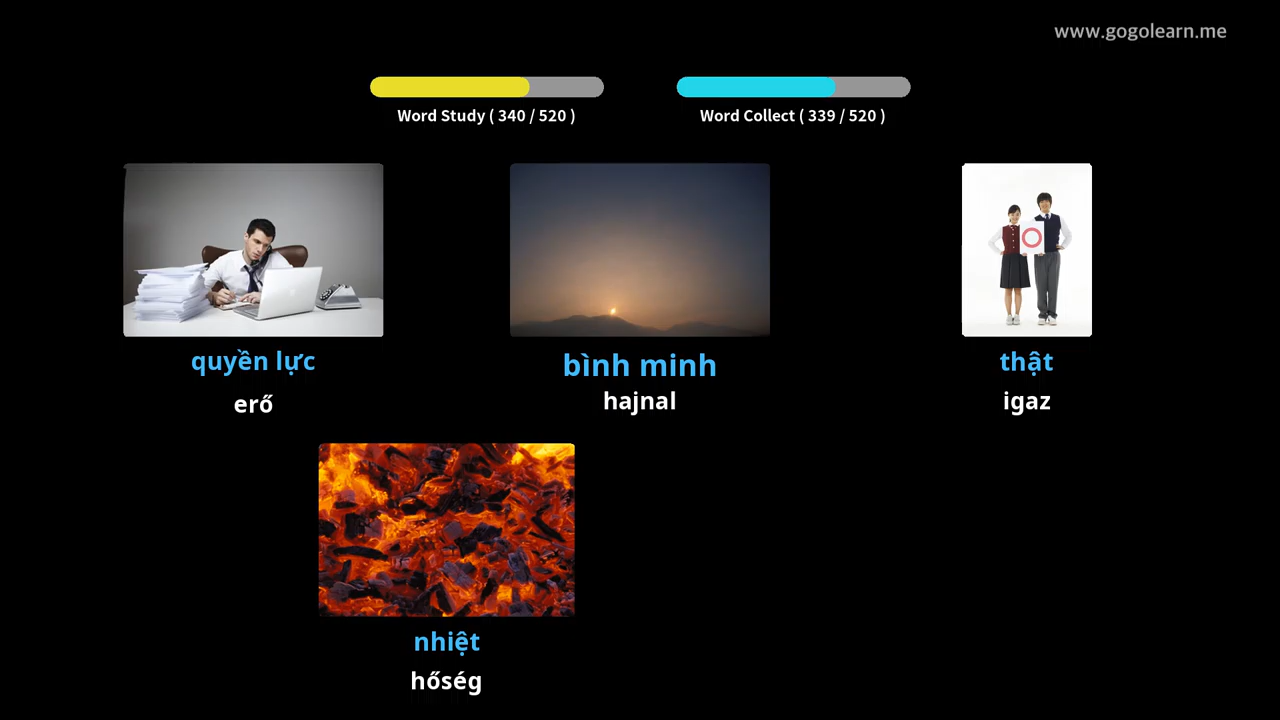 www.gogolearn.me
Word Study ( 340 / 520 )
Word Collect ( 339 / 520 )
quyền lực
erő
bình minh
hajnal
thật
igaz
nhiệt
hőség